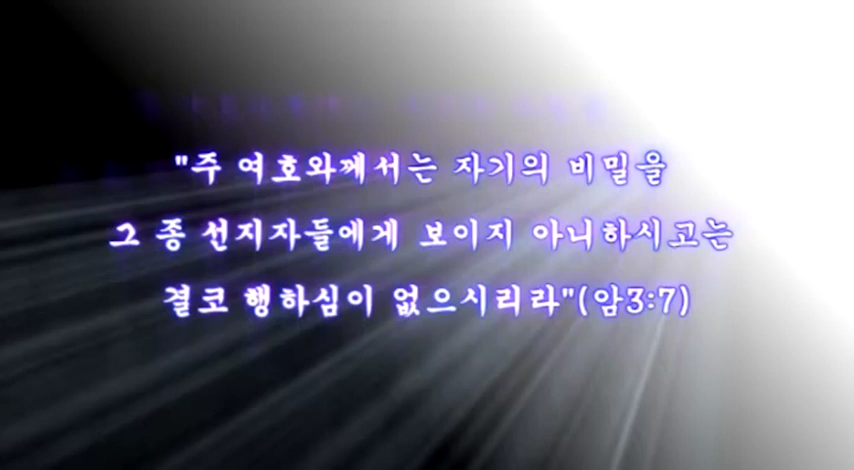 "주 여호와께서는 자기의 비밀을
그 종 선지자들에게 보이지 아니하시고는
결코 행하심이 없으시리라"(암3:7)